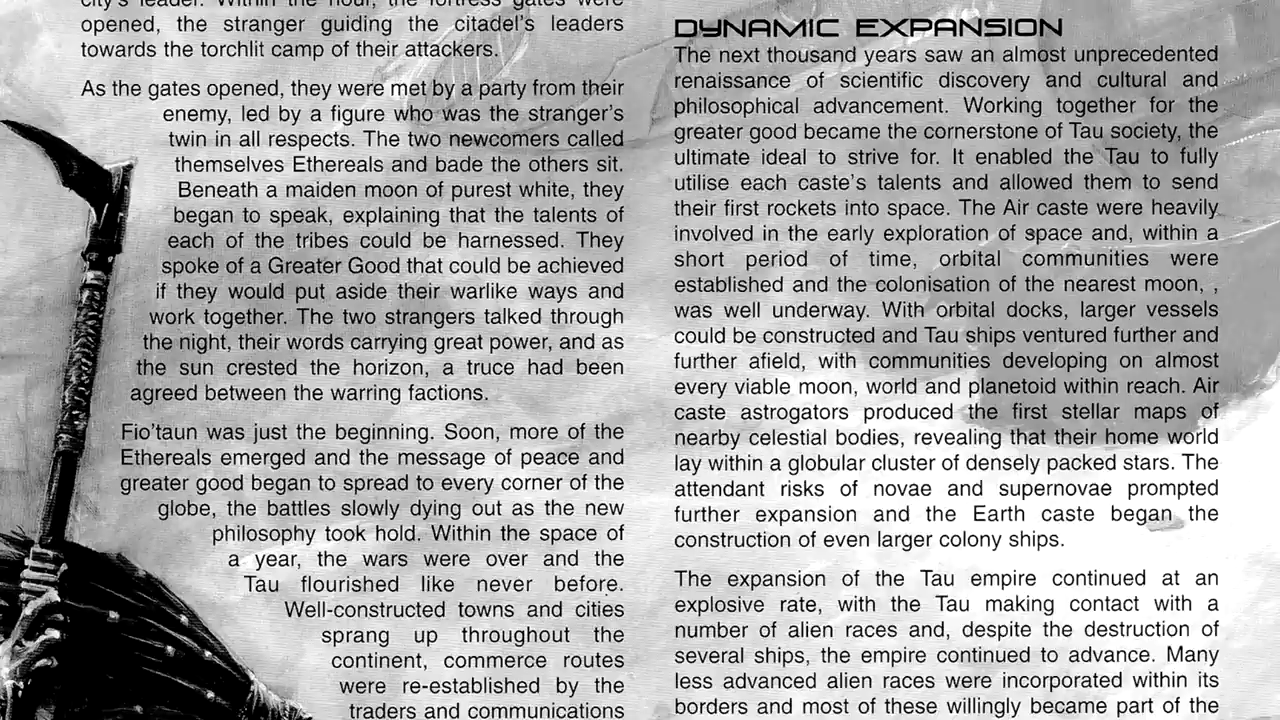 city's leader. Within the hour, the fortress gates were
opened, the stranger guiding the citadel's leaders
towards the torchlit camp of their attackers.
As the gates opened, they were met by a party from their
enemy, led by a figure who was the stranger's
twin in all respects. The two newcomers called
themselves Ethereals and bade the others sit.
Beneath a maiden moon of purest white, they
began to speak, explaining that the talents of
each of the tribes could be harnessed. They
spoke of a Greater Good that could be achieved
if they would put aside their warlike ways and
work together. The two strangers talked through
the night, their words carrying great power, and as
the sun crested the horizon, a truce had been
agreed between the warring factions.
Fio'taun was just the beginning. Soon, more of the
Ethereals emerged and the message of peace and
greater good began to spread to every corner of the
globe, the battles slowly dying out as the new
philosophy took hold. Within the space of
a year, the wars were over and the
Tau flourished like never before.
Well-constructed towns and cities
sprang up throughout the
continent, commerce routes
were re-established by the
traders and communications
DYNAMIC EXPANSION
The next thousand years saw an almost unprecedented
renaissance of scientific discovery and cultural and
philosophical advancement. Working together for the
greater good became the cornerstone of Tau society, the
ultimate ideal to strive for. It enabled the Tau to fully
utilise each caste's talents and allowed them to send
their first rockets into space. The Air caste were heavily
involved in the early exploration of space and, within a
short period of time, orbital communities were
established and the colonisation of the nearest moon, ,
was well underway. With orbital docks, larger vessels
could be constructed and Tau ships ventured further and
further afield, with communities developing on almost
every viable moon, world and planetoid within reach. Air
caste astrogators produced the first stellar maps of
nearby celestial bodies, revealing that their home world
lay within a globular cluster of densely packed stars. The
attendant risks of novae and supernovae prompted
further expansion and the Earth caste began the
construction of even larger colony ships.
The expansion of the Tau empire continued at an
explosive rate, with the Tau making contact with a
number of alien races and, despite the destruction of
several ships, the empire continued to advance. Many
less advanced alien races were incorporated within its
borders and most of these willingly became part of the